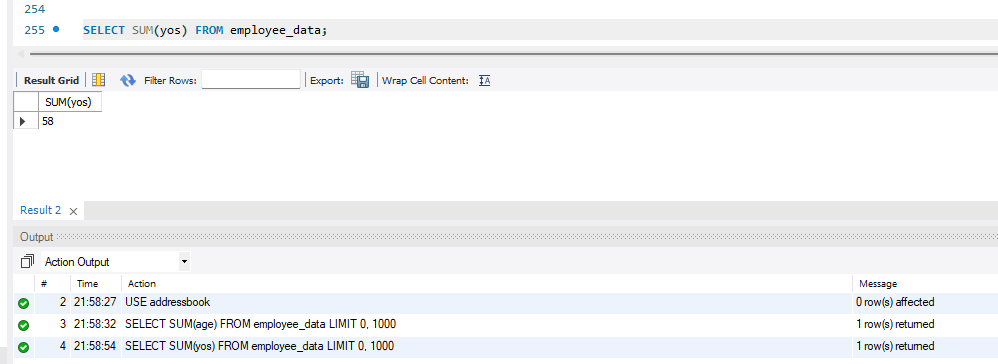 254
255 SELECT SUM(yos) FROM employee_data;
Result Grid Filter Rows: Export: Wrap Cell Content: IA
SUM(yos)
58
Result 2 ×
Output
Action Output
# Time Action Message
2 21:58:27 USE addressbook 0 row(s) affected
3 21:58:32 SELECT SUM(age) FROM employee_data LIMIT 0, 1000 1 row(s) returned
4 21:58:54 SELECT SUM(yos) FROM employee_data LIMIT 0, 1000 1 row(s) returned